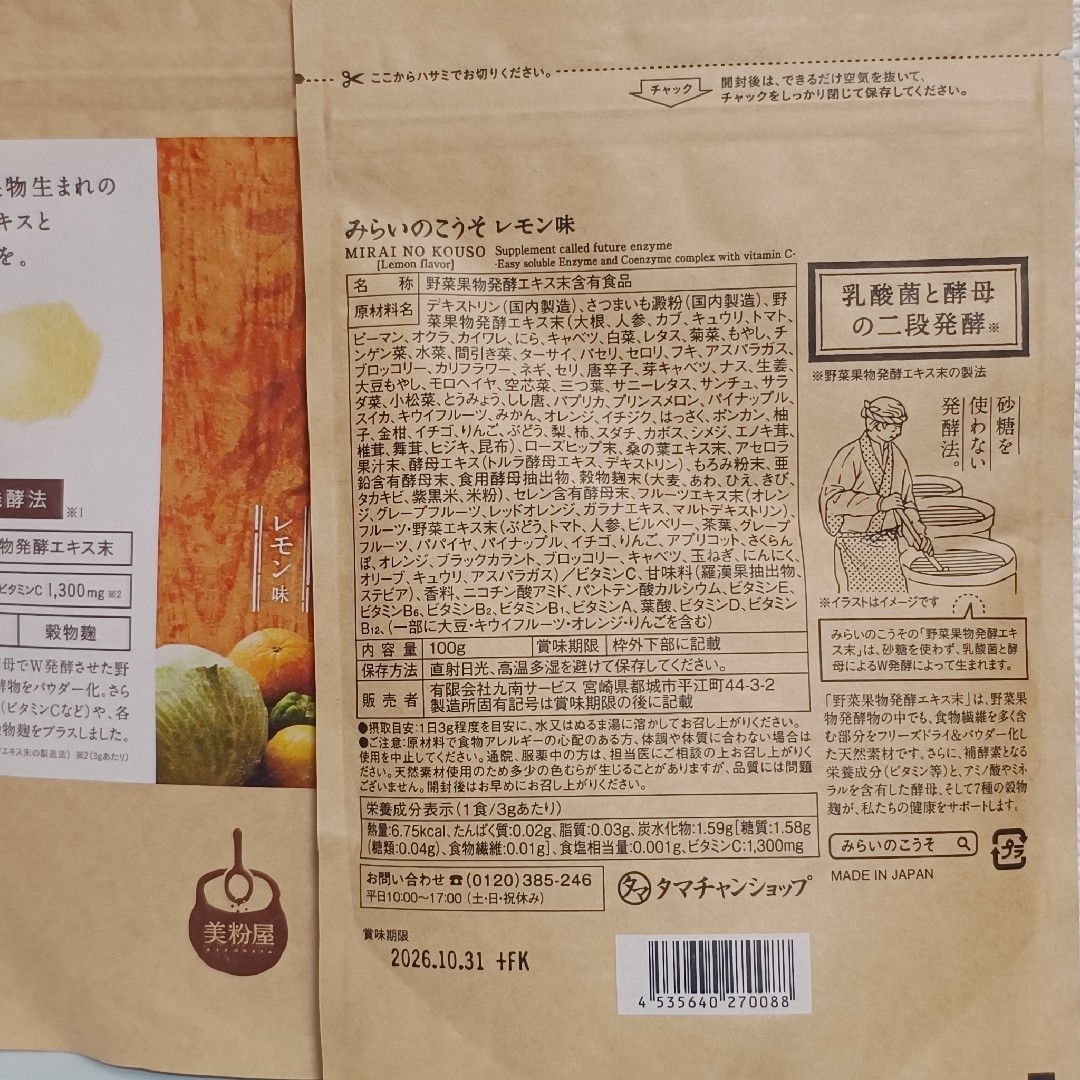 ここからハサミでお切りください。
チャック
開封後は、できるだけ空気を抜いて、
チャックをしっかり閉じて保存してください。
物生まれの
キスと
を。
酵法
※1
物発酵エキス末
ビタミンC 1,300mg ※2
穀物麹
母でW発酵させた野
酵物をパウダー化。さら
(ビタミンCなど)や、各
物麹をプラスしました。
エキス末の製造法) ※2(3gあたり)
レモン味
美粉屋
みらいのこうそ レモン味
MIRAI NO KOUSO
[Lemon flavor]
Supplement called future enzyme
-Easy soluble Enzyme and Coenzyme complex with vitamin C-
名 称 野菜果物発酵エキス末含有食品
原材料名 デキストリン(国内製造)、さつまいも澱粉(国内製造)、野
菜果物発酵エキス末(大根、人参、カブ、キュウリ、トマト、
ピーマン、オクラ、カイワレ、にら、キャベツ、白菜、レタス、菊菜、もやし、チ
ンゲン菜、水菜、間引き菜、ターサイ、パセリ、セロリ、フキ、アスパラガス、
ブロッコリー、カリフラワー、ネギ、セリ、唐辛子、芽キャベツ、ナス、生姜、
大豆もやし、モロヘイヤ、空芯菜、三つ葉、サニーレタス、サンチュ、サラ
ダ菜、小松菜、とうみょう、しし唐、パプリカ、プリンスメロン、パイナップル、
スイカ、キウイフルーツ、みかん、オレンジ、イチジク、はっさく、ポンカン、柚
子、金柑、イチゴ、りんご、ぶどう、梨、柿、スダチ、カボス、シメジ、エノキ茸、
椎茸、舞茸、ヒジキ、昆布)、ローズヒップ末、桑の葉エキス末、アセロラ
果汁末、酵母エキス(トルラ酵母エキス、デキストリン)、もろみ粉末、亜
鉛含有酵母末、食用酵母抽出物、穀物麹末(大麦、あわ、ひえ、きび、
タカキビ、紫黒米、米粉)、セレン含有酵母末、フルーツエキス末(オレン
ジ、グレープフルーツ、レッドオレンジ、ガラナエキス、マルトデキストリン)、
フルーツ・野菜エキス末(ぶどう、トマト、人参、ビルベリー、茶葉、グレープ
フルーツ、パパイヤ、パイナップル、イチゴ、りんご、アプリコット、さくらん
ぼ、オレンジ、ブラックカラント、ブロッコリー、キャベツ、玉ねぎ、にんにく、
オリーブ、キュウリ、アスパラガス)／ビタミンC、甘味料(羅漢果抽出物、
ステビア)、香料、ニコチン酸アミド、パントテン酸カルシウム、ビタミンE、
ビタミンB6、ビタミンB2、ビタミンB1、ビタミンA、葉酸、ビタミンD、ビタミン
B12、(一部に大豆・キウイフルーツ・オレンジ・りんごを含む)
内 容 量 100g 賞味期限 枠外下部に記載
保存方法 直射日光、高温多湿を避けて保存してください。
販 売 者 有限会社九南サービス 宮崎県都城市平江町44-3-2
製造所固有記号は賞味期限の後に記載
●摂取目安:1日3g程度を目安に、水又はぬるま湯に溶かしてお召し上がりください。
●ご注意:原材料で食物アレルギーの心配のある方、体調や体質に合わない場合は
使用を中止してください。通院、服薬中の方は、担当医にご相談の上お召し上がりく
ださい。天然素材使用のため多少の色むらが生じることがありますが、品質には問題
ございません。開封後はお早めにお召し上がりください。
栄養成分表示(1食/3gあたり)
熱量:6.75kcal、たんぱく質:0.02g、脂質:0.03g、炭水化物:1.59g[糖質:1.58g
(糖類:0.04g)、食物繊維:0.01g]、食塩相当量:0.001g、ビタミンC:1,300mg
お問い合わせ ☎(0120)385-246
平日10:00～17:00 (土・日・祝休み)
タマ タマチャンショップ
賞味期限
2026.10.31 +FK
4 535640 270088
乳酸菌と酵母
の二段発酵※
※野菜果物発酵エキス末の製法
砂糖を
使わない
発酵法。
※イラストはイメージです
みらいのこうその「野菜果物発酵エキ
ス末」は、砂糖を使わず、乳酸菌と酵
母によるW発酵によって生まれます。
「野菜果物発酵エキス末」は、野菜果
物発酵物の中でも、食物繊維を多く含
む部分をフリーズドライ&パウダー化し
た天然素材です。さらに、補酵素となる
栄養成分(ビタミン等)と、アミノ酸やミネ
ラルを含有した酵母、そして7種の穀物
麹が、私たちの健康をサポートします。
みらいのこうそ
プラ
MADE IN JAPAN